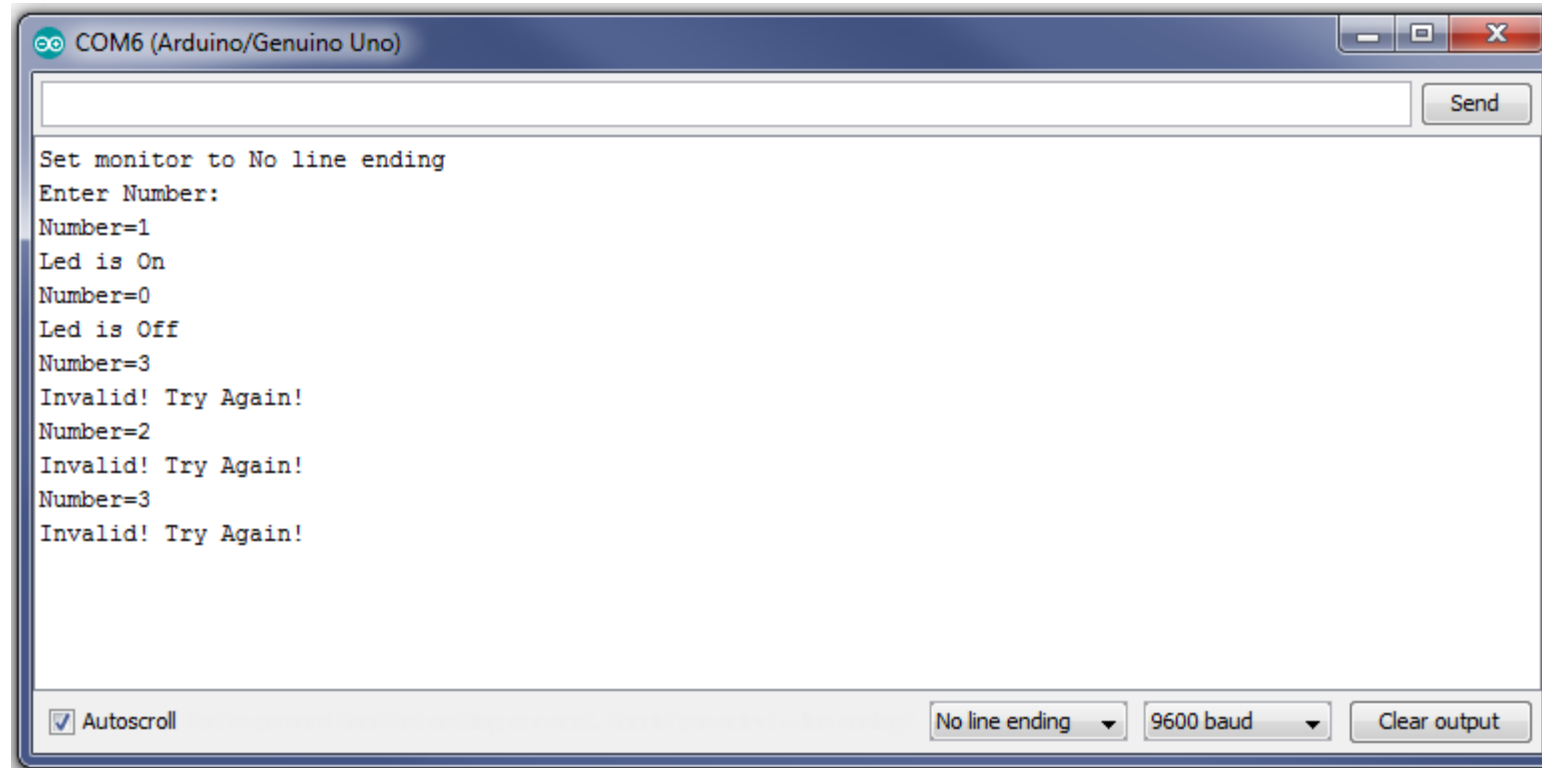 COM6 (Arduino/Genuino Uno)
Send
Set monitor to No line ending
Enter Number:
Number=1
Led is On
Number=0
Led is Off
Number=3
Invalid! Try Again!
Number=2
Invalid! Try Again!
Number=3
Invalid! Try Again!
Autoscroll
No line ending
9600 baud
Clear output